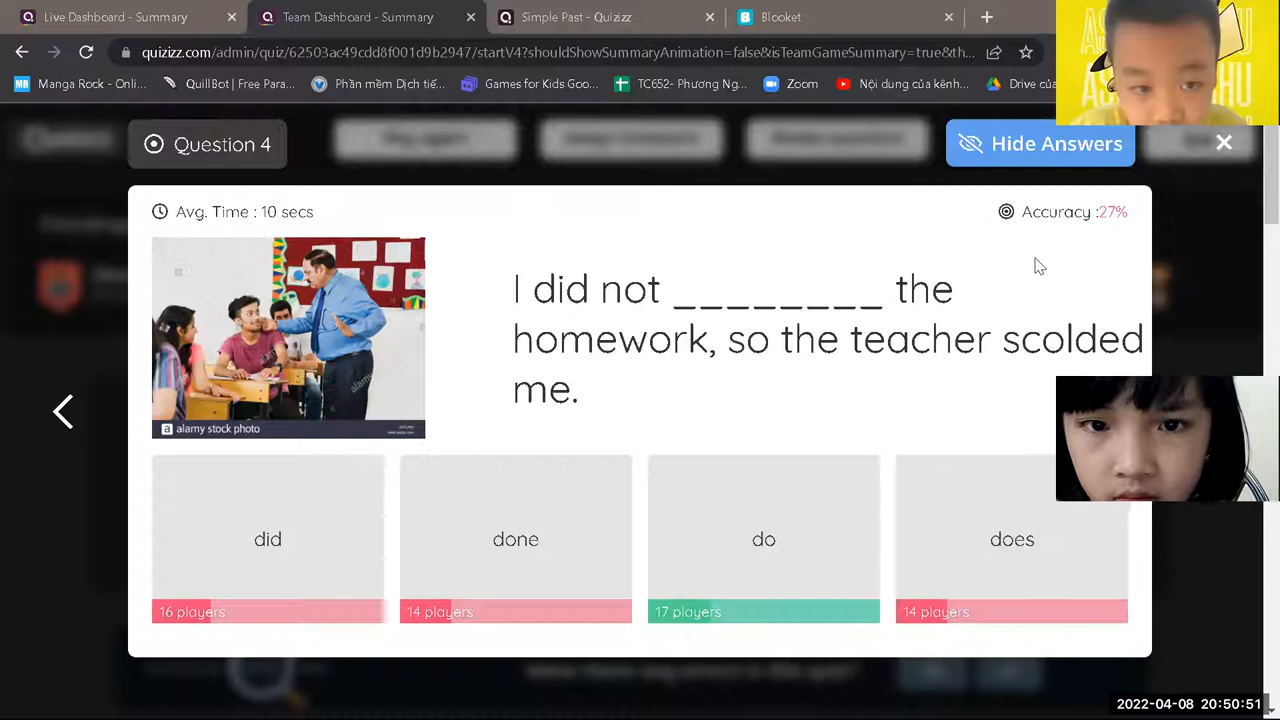 Live Dashboard - Summary
Team Dashboard - Summary
Simple Past - Quizizz
Blooket
quizizz.com/admin/quiz/62503ac49cdd8f001d9b2947/startV4?shouldShowSummaryAnimation=false&isTeamGameSummary=true&th...
MR Manga Rock - Onli...
QuillBot | Free Para...
Phần mềm dịch tiế...
Games for Kids Goo...
TC652- Phương Ng...
Zoom
Nội dung của kênh...
Drive của
Question 4
Hide Answers
Avg. Time : 10 secs
Accuracy :27%
I did not ________ the
homework, so the teacher scolded
me.
a alamy stock photo
did
done
do
does
16 players
14 players
17 players
14 players
2022-04-08 20:50:51